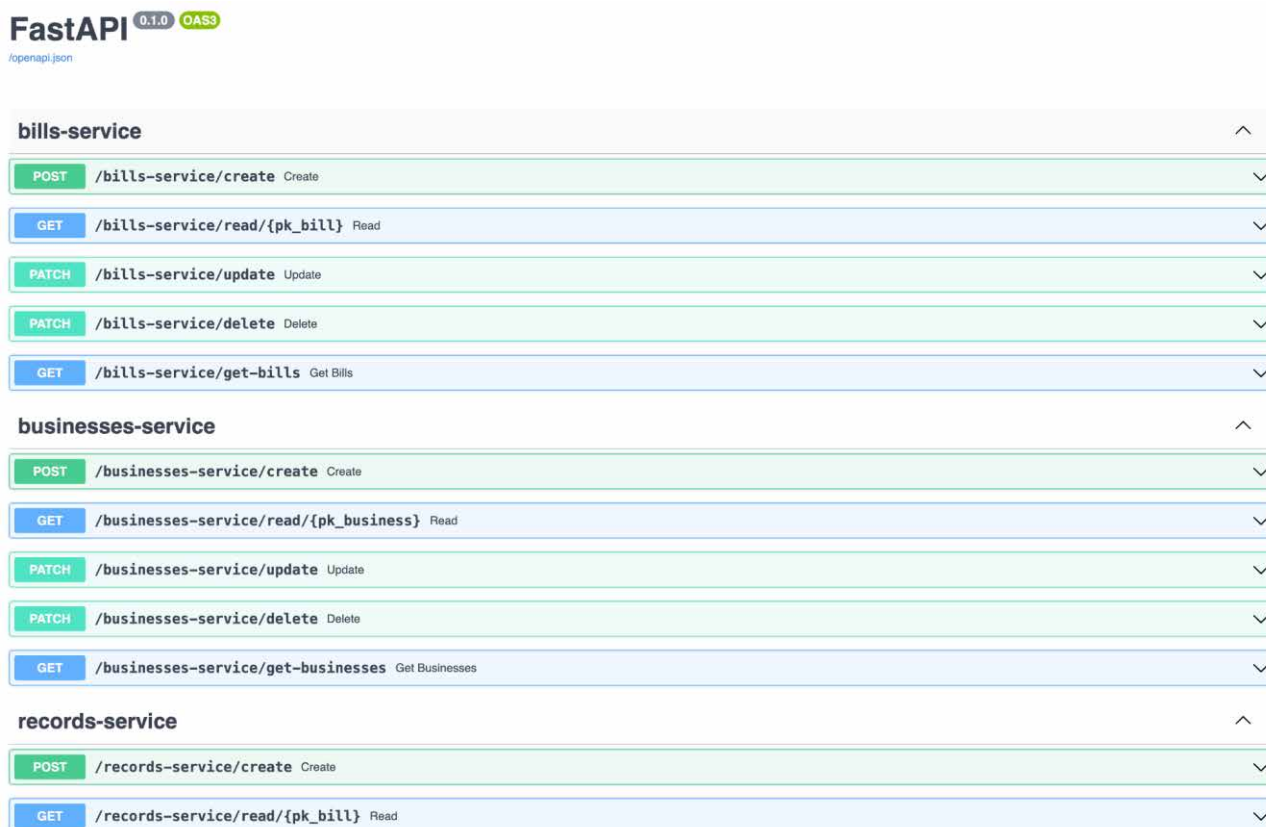 FastAPI 0.1.0 OAS3
/openapi.json
bills-service
POST /bills-service/create Create
GET /bills-service/read/{pk_bill} Read
PATCH /bills-service/update Update
PATCH /bills-service/delete Delete
GET /bills-service/get-bills Get Bills
businesses-service
POST /businesses-service/create Create
GET /businesses-service/read/{pk_business} Read
PATCH /businesses-service/update Update
PATCH /businesses-service/delete Delete
GET /businesses-service/get-businesses Get Businesses
records-service
POST /records-service/create Create
GET /records-service/read/{pk_bill} Read